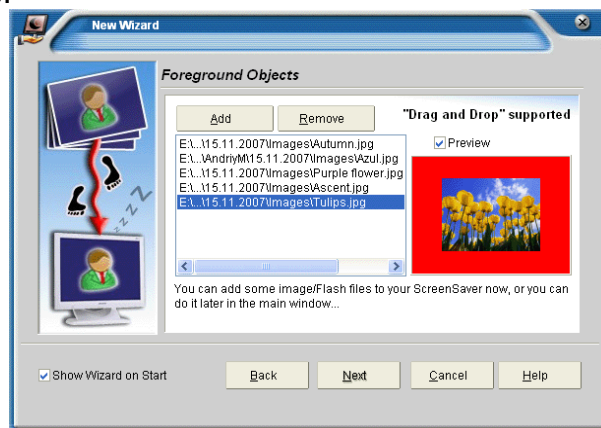 New Wizard
Foreground Objects
Add
Remove
"Drag and Drop" supported
E:\...\15.11.2007\Images\Autumn.jpg
E:\...\AndriyM\15.11.2007\Images\Azul.jpg
E:\...\15.11.2007\Images\Purple flower.jpg
E:\...\15.11.2007\Images\Ascent.jpg
E:\...\15.11.2007\Images\Tulips.jpg
Preview
You can add some image/Flash files to your ScreenSaver now, or you can
do it later in the main window...
zzzZ
Show Wizard on Start
Back
Next
Cancel
Help